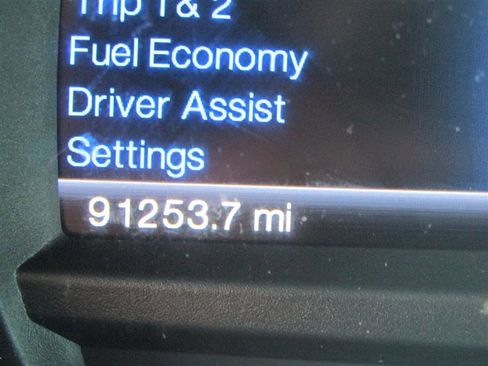 Trip 1 & 2
Fuel Economy
Driver Assist
Settings
91253.7 mi